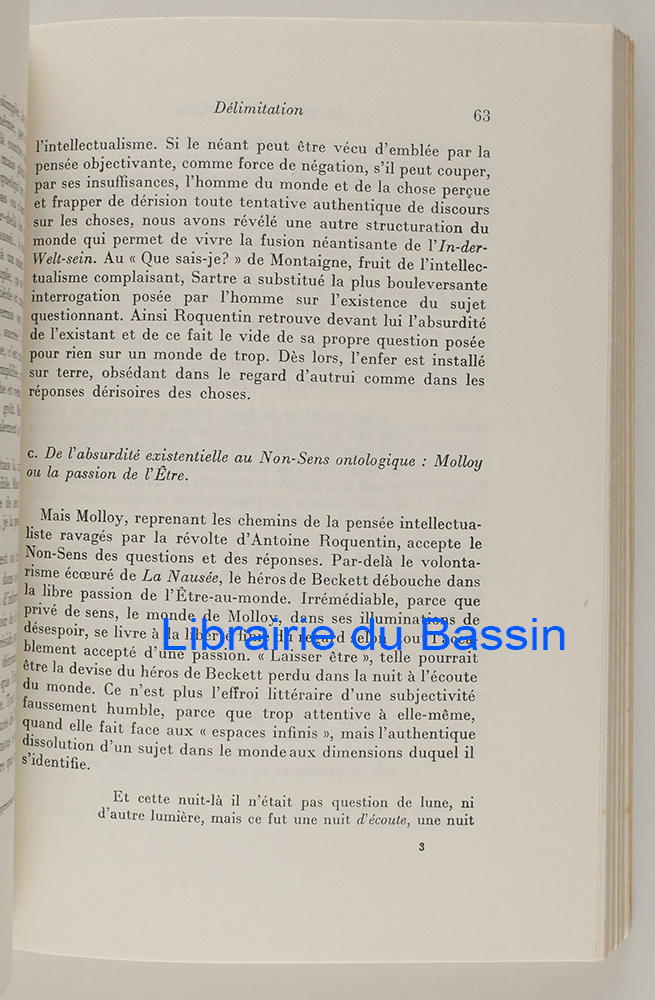 Délimitation 63
l'intellectualisme. Si le néant peut être vécu d'emblée par la
pensée objectivante, comme force de négation, s'il peut couper,
par ses insuffisances, l'homme du monde et de la chose perçue
et frapper de dérision toute tentative authentique de discours
sur les choses, nous avons révélé une autre structuration du
monde qui permet de vivre la fusion néantisante de l'In-der-
Welt-sein. Au « Que sais-je? » de Montaigne, fruit de l'intellec-
tualisme complaisant, Sartre a substitué la plus bouleversante
interrogation posée par l'homme sur l'existence du sujet
questionnant. Ainsi Roquentin retrouve devant lui l'absurdité
de l'existant et de ce fait le vide de sa propre question posée
pour rien sur un monde de trop. Dès lors, l'enfer est installé
sur terre, obsédant dans le regard d'autrui comme dans les
réponses dérisoires des choses.
c. De l'absurdité existentielle au Non-Sens ontologique : Molloy
ou la passion de l'Être.
Mais Molloy, reprenant les chemins de la pensée intellectua-
liste ravagés par la révolte d'Antoine Roquentin, accepte le
Non-Sens des questions et des réponses. Par-delà le volonta-
risme écœuré de La Nausée, le héros de Beckett débouche dans
la libre passion de l'Être-au-monde. Irrémédiable, parce que
privé de sens, le monde de Molloy, dans ses illuminations de
désespoir, se livre à la du regard selon
blement accepté d'une passion. « Laisser être », telle pourrait
être la devise du héros de Beckett perdu dans la nuit à l'écoute
du monde. Ce n'est plus l'effroi littéraire d'une subjectivité
faussement humble, parce que trop attentive à elle-même,
quand elle fait face aux « espaces infinis », mais l'authentique
dissolution d'un sujet dans le monde aux dimensions duquel il
s'identifie.
Et cette nuit-là il n'était pas question de lune, ni
d'autre lumière, mais ce fut une nuit d'écoute, une nuit
3
Librairie du Bassin